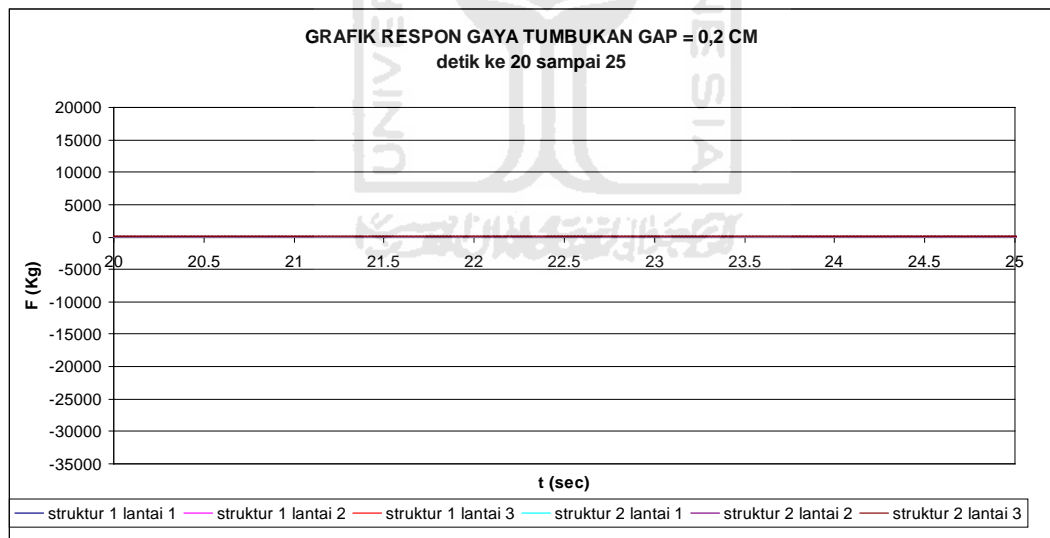 GRAFIK RESPON GAYA TUMBUKAN GAP = 0,2 CM
detik ke 20 sampai 25
20000
15000
10000
5000
0
-5000
-10000
-15000
-20000
-25000
-30000
-35000
20 20.5 21 21.5 22 22.5 23 23.5 24 24.5 25
F (Kg)
t (sec)
struktur 1 lantai 1 struktur 1 lantai 2 struktur 1 lantai 3 struktur 2 lantai 1 struktur 2 lantai 2 struktur 2 lantai 3